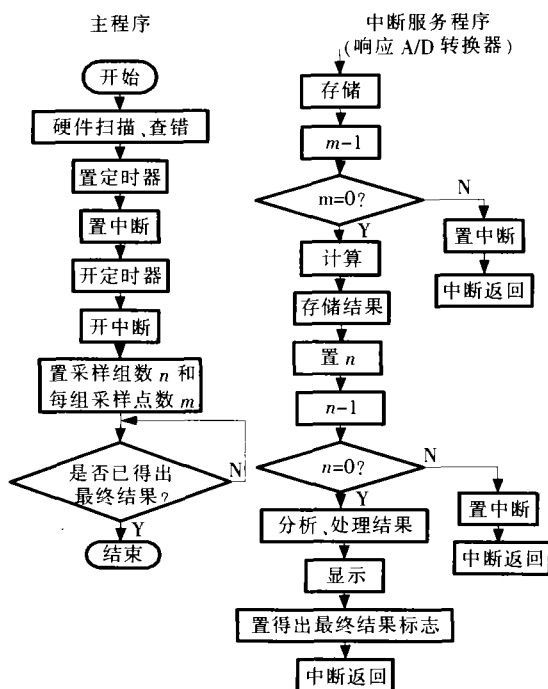 主程序
开始
硬件扫描、查错
置定时器
置中断
开定时器
开中断
置采样组数 n 和
每组采样点数 m
是否已得出
最终结果?
N
Y
结束
中断服务程序
(响应 A/D 转换器)
存储
m-1
m=0?
N
Y
置中断
中断返回
计算
存储结果
置 n
n-1
n=0?
N
Y
置中断
中断返回
分析、处理结果
显示
置得出最终结果标志
中断返回